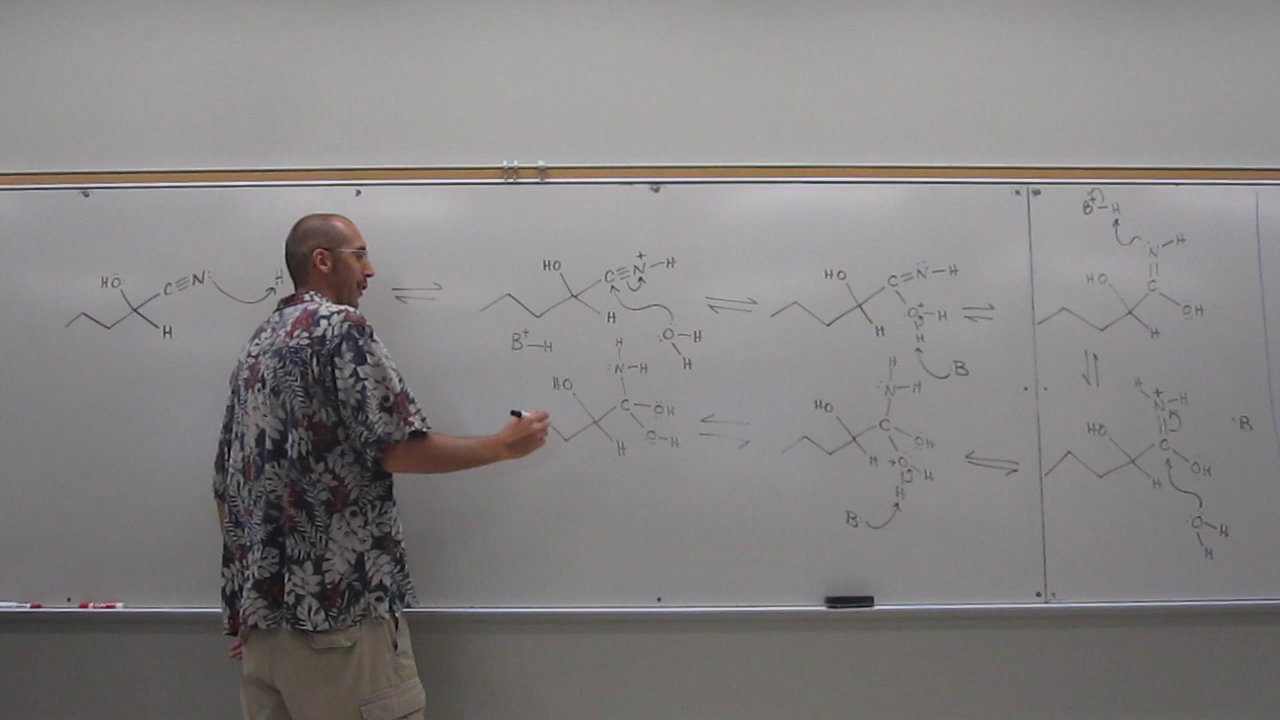 HO C≡N: H
H
HO C≡N⁺—H
H
B⁺—H
O—H
H
HO C=N—H
H
O⁺—H
H
:B
B⁺—H
N—H
HO C
OH
H
H
:N—H
HO C—OH
O—H
H
H
N—H
HO C
OH
H O⁺
H
H
B:
H N⁺ H
HO C
OH
H
O—H
H
:B